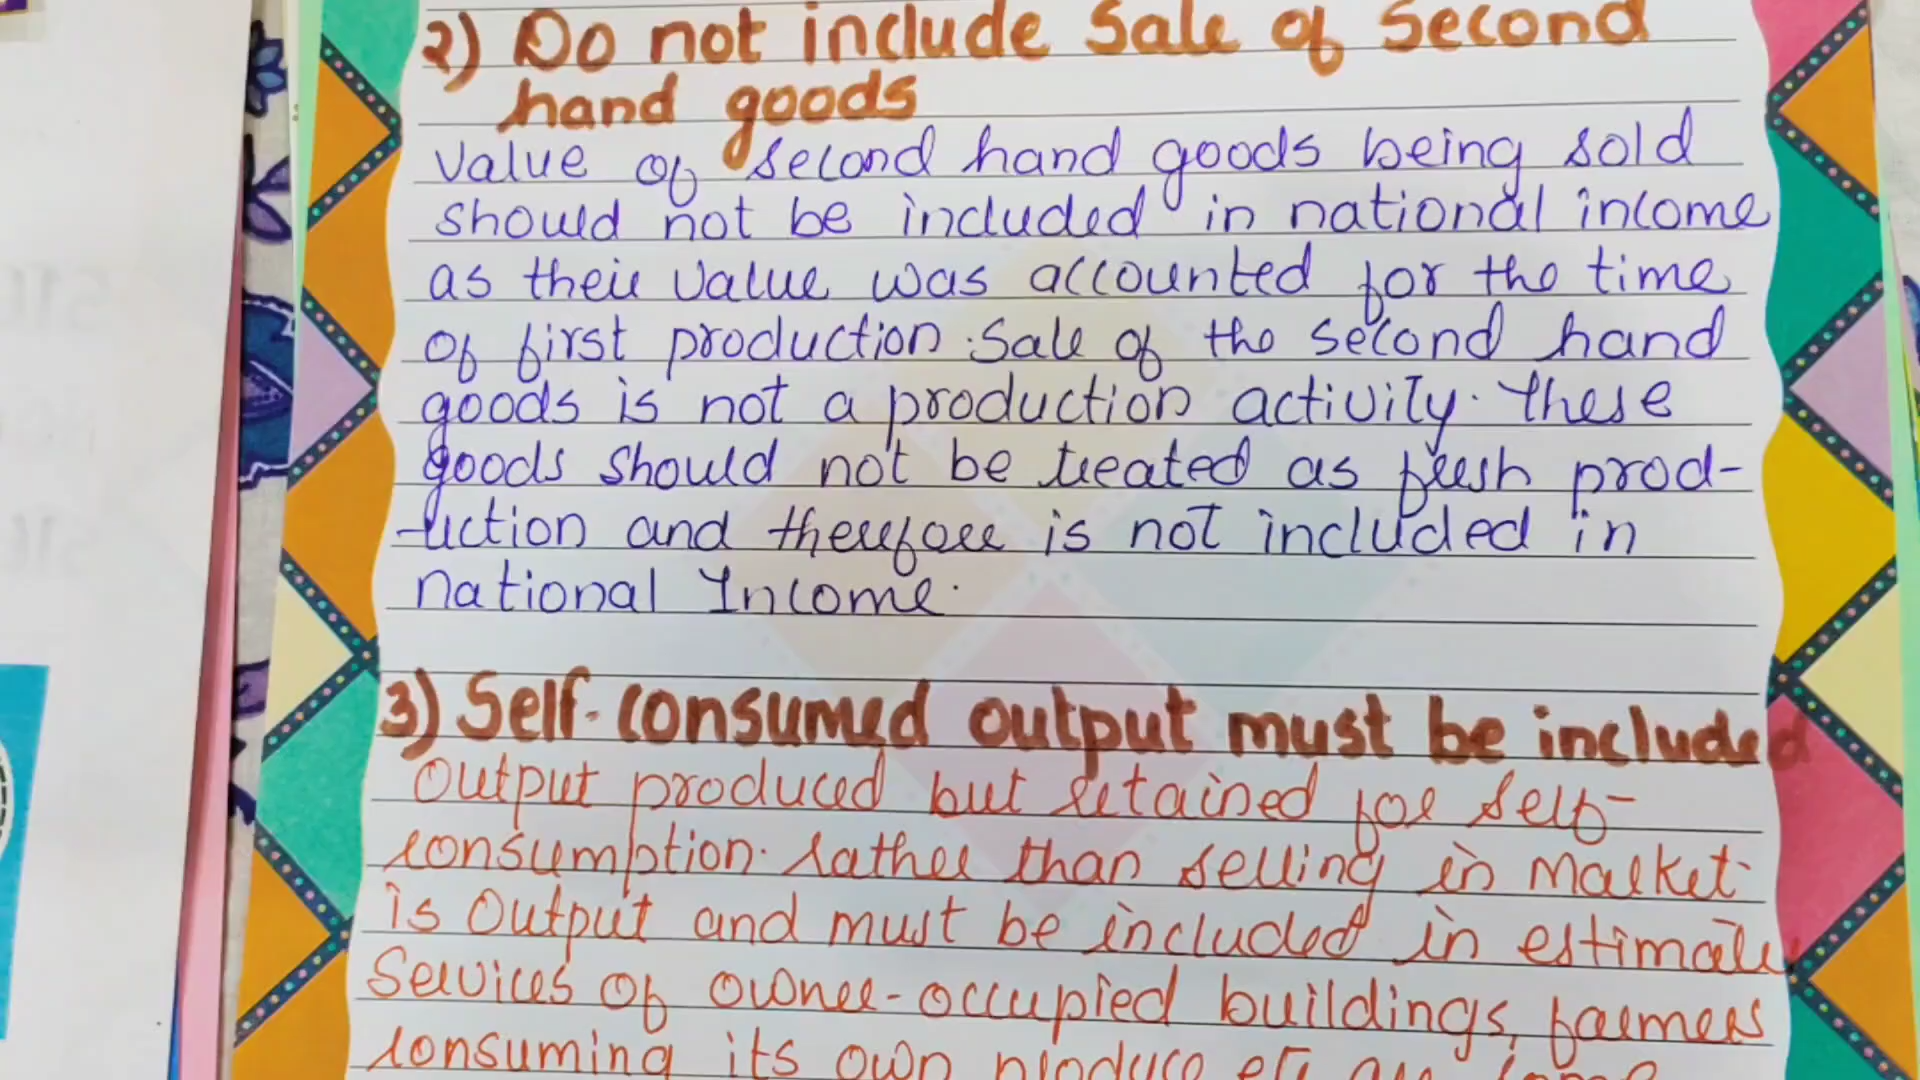 2) Do not include Sale of Second
hand goods
Value of second hand goods being sold
should not be included in national income
as their value was accounted for the time
of first production. Sale of the second hand
goods is not a production activity. These
goods should not be treated as fresh prod-
-uction and therefore is not included in
national Income.
3) Self-consumed output must be included
Output produced but retained for self-
consumption. rather than selling in market
is output and must be included in estimate
Services of owner-occupied buildings, farmers
consuming its own produce etc are